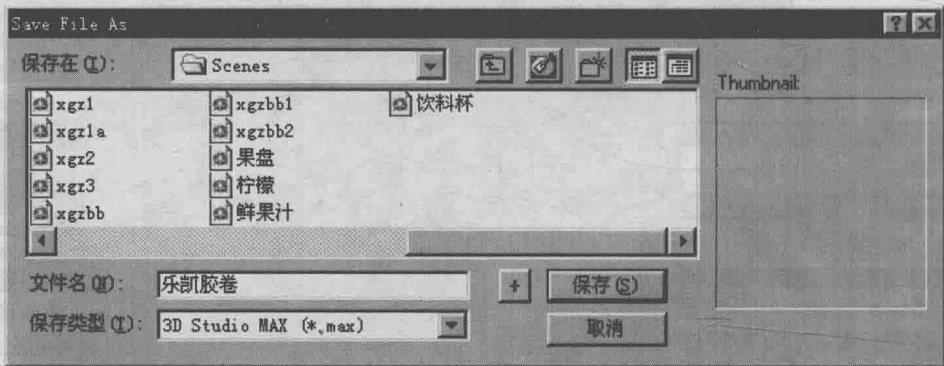 Save File As
保存在(I):
Scenes
Thumbnail:
xgz1
xgzbb1
饮料杯
xgz1a
xgzbb2
xgz2
果盘
xgz3
柠檬
xgzbb
鲜果汁
文件名(N):
乐凯胶卷
+
保存(S)
保存类型(T):
3D Studio MAX (*.max)
取消